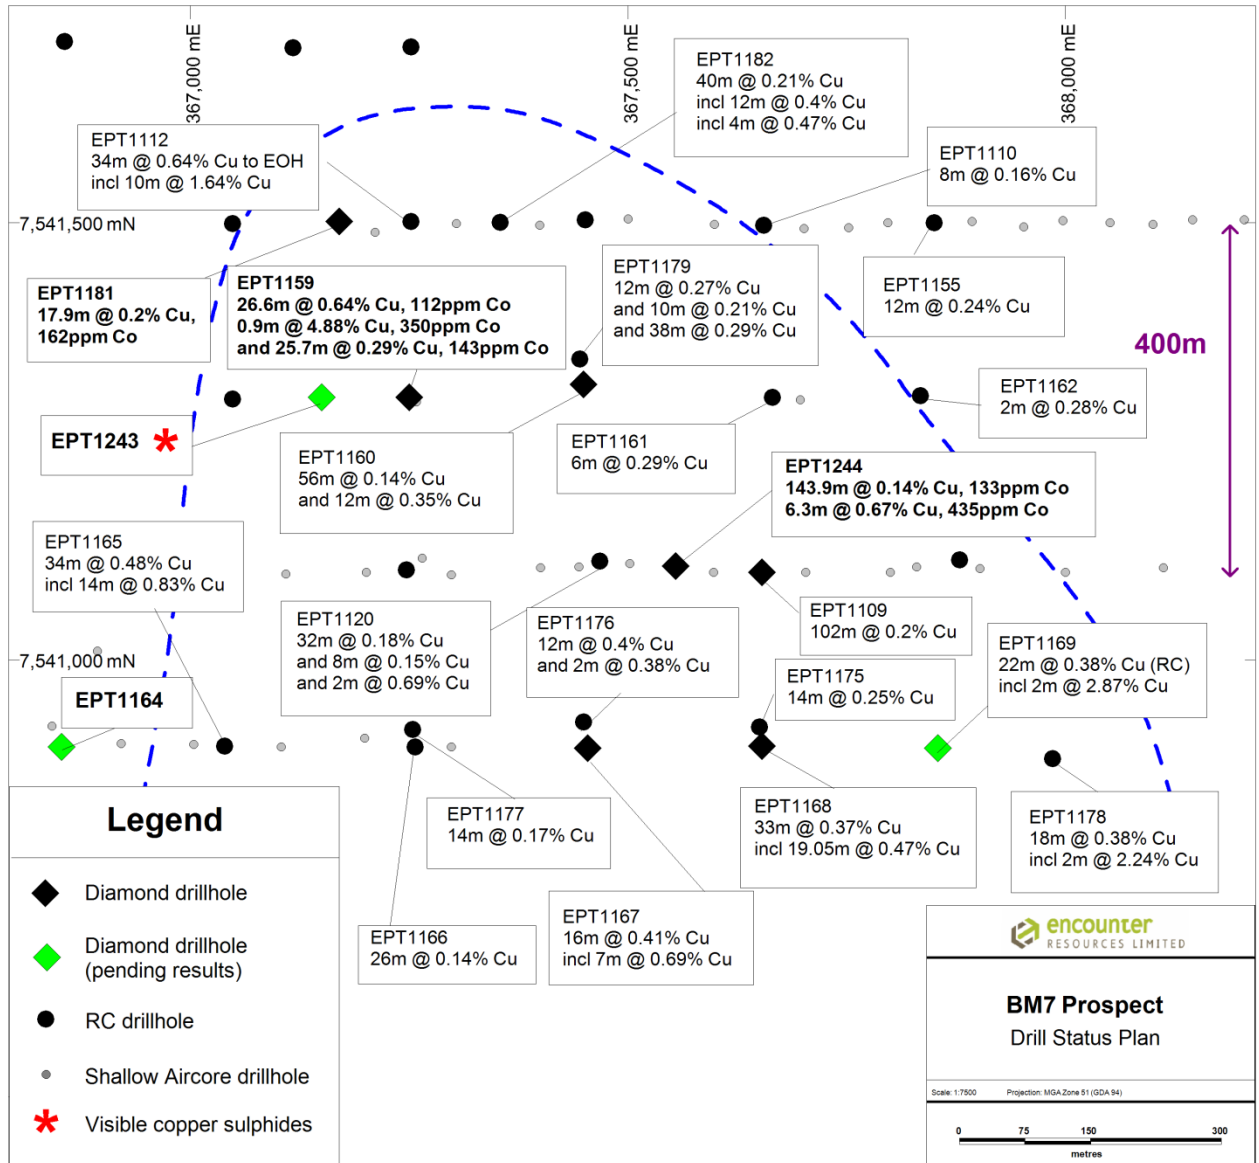 367,000 mE
367,500 mE
368,000 mE
EPT1182
40m @ 0.21% Cu
incl 12m @ 0.4% Cu
incl 4m @ 0.47% Cu
EPT1112
34m @ 0.64% Cu to EOH
incl 10m @ 1.64% Cu
EPT1110
8m @ 0.16% Cu
7,541,500 mN
EPT1181
17.9m @ 0.2% Cu,
162ppm Co
EPT1159
26.6m @ 0.64% Cu, 112ppm Co
0.9m @ 4.88% Cu, 350ppm Co
and 25.7m @ 0.29% Cu, 143ppm Co
EPT1179
12m @ 0.27% Cu
and 10m @ 0.21% Cu
and 38m @ 0.29% Cu
EPT1155
12m @ 0.24% Cu
400m
EPT1162
2m @ 0.28% Cu
EPT1243
EPT1160
56m @ 0.14% Cu
and 12m @ 0.35% Cu
EPT1161
6m @ 0.29% Cu
EPT1244
143.9m @ 0.14% Cu, 133ppm Co
6.3m @ 0.67% Cu, 435ppm Co
EPT1165
34m @ 0.48% Cu
incl 14m @ 0.83% Cu
EPT1120
32m @ 0.18% Cu
and 8m @ 0.15% Cu
and 2m @ 0.69% Cu
EPT1176
12m @ 0.4% Cu
and 2m @ 0.38% Cu
EPT1109
102m @ 0.2% Cu
EPT1169
22m @ 0.38% Cu (RC)
incl 2m @ 2.87% Cu
7,541,000 mN
EPT1175
14m @ 0.25% Cu
EPT1164
EPT1177
14m @ 0.17% Cu
EPT1168
33m @ 0.37% Cu
incl 19.05m @ 0.47% Cu
EPT1178
18m @ 0.38% Cu
incl 2m @ 2.24% Cu
EPT1166
26m @ 0.14% Cu
EPT1167
16m @ 0.41% Cu
incl 7m @ 0.69% Cu
Legend
Diamond drillhole
Diamond drillhole
(pending results)
RC drillhole
Shallow Aircore drillhole
Visible copper sulphides
encounter
RESOURCES LIMITED
BM7 Prospect
Drill Status Plan
Scale: 1:7500 Projection: MGA Zone 51 (GDA 94)
0 75 150 300
metres